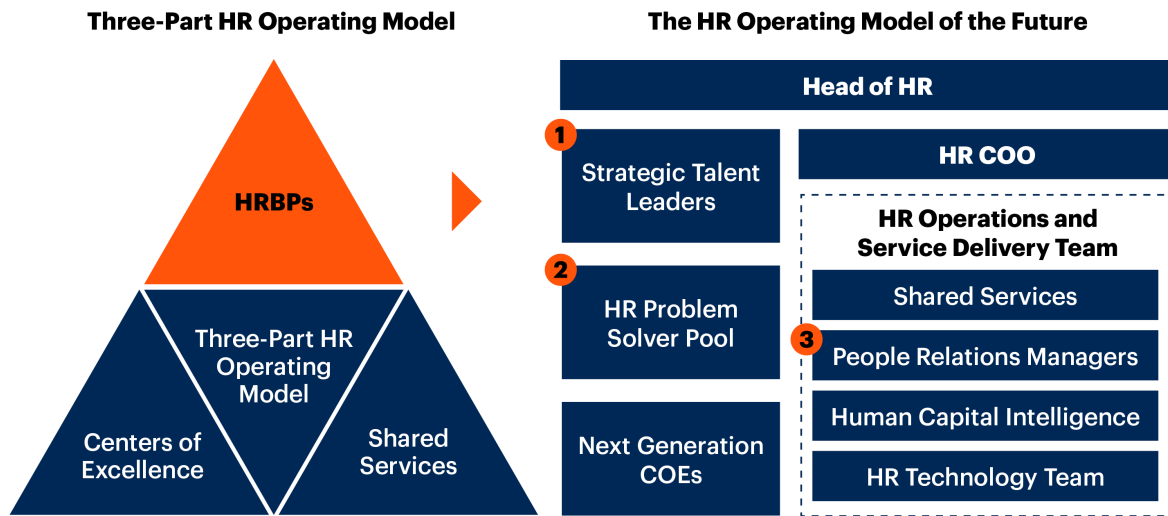 Three-Part HR Operating Model
HRBPs
Three-Part HR
Operating
Model
Centers of
Excellence
Shared
Services
The HR Operating Model of the Future
Head of HR
1
Strategic Talent
Leaders
2
HR Problem
Solver Pool
Next Generation
COEs
HR COO
HR Operations and
Service Delivery Team
Shared Services
3
People Relations Managers
Human Capital Intelligence
HR Technology Team